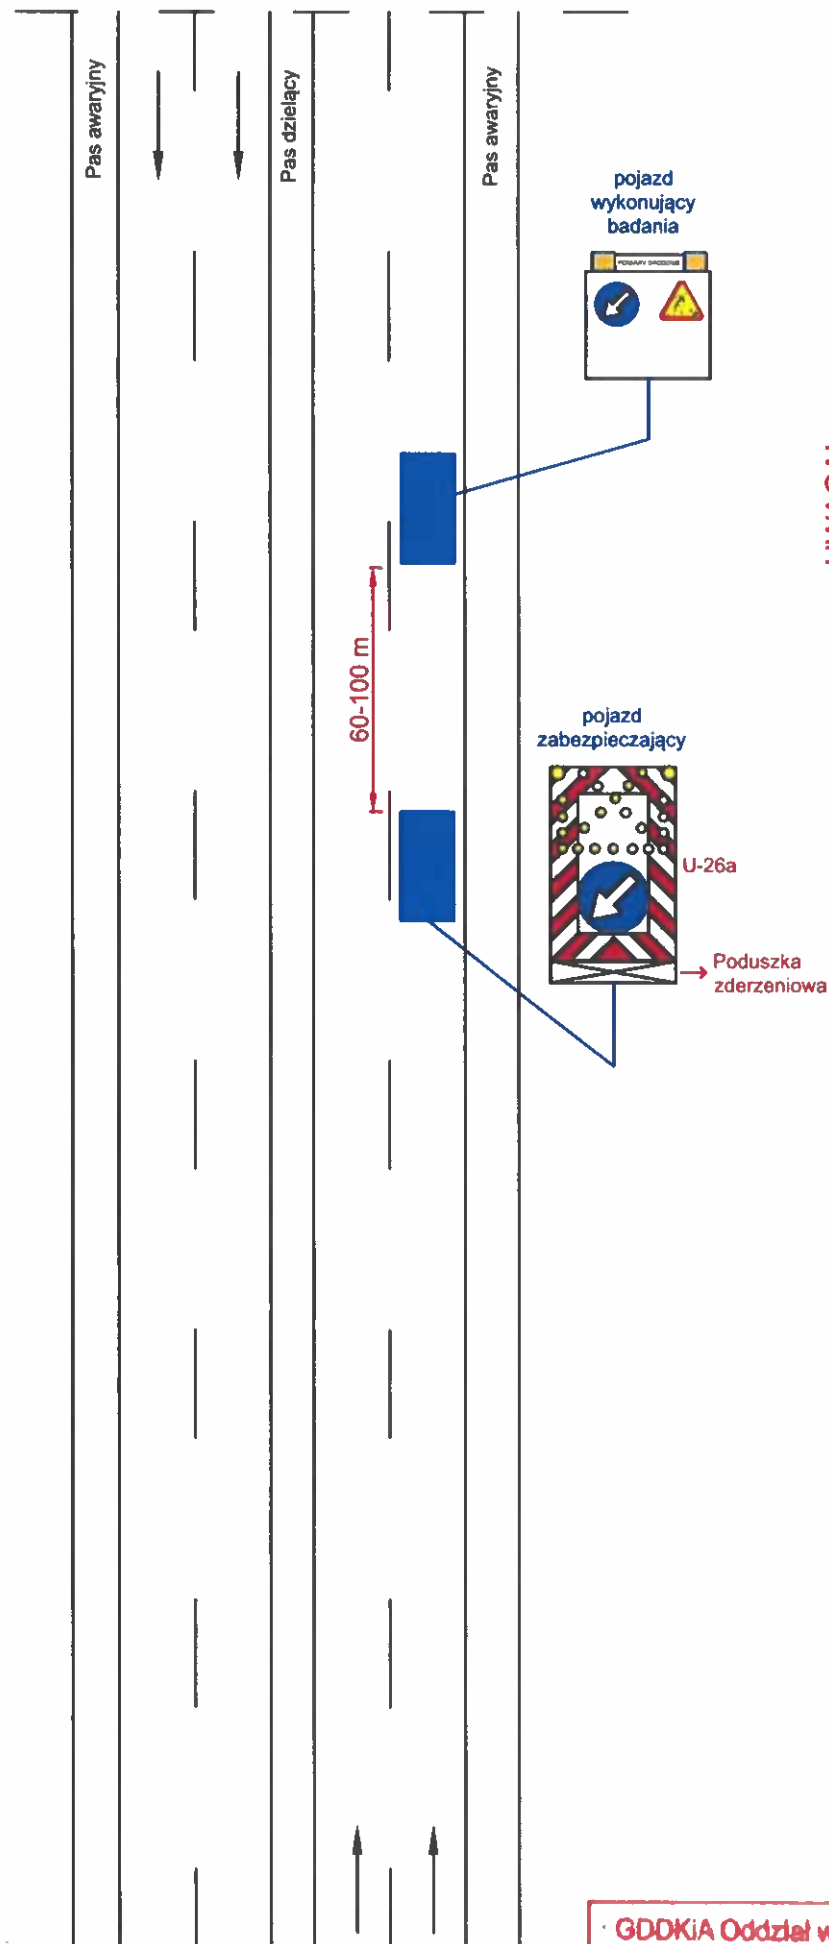 Pas awaryjny
Pas dzielący
Pas awaryjny
pojazd
wykonujący
badania
60-100 m
pojazd
zabezpieczający
U-26a
Poduszka
zderzeniowa
GDDKiA Oddział w